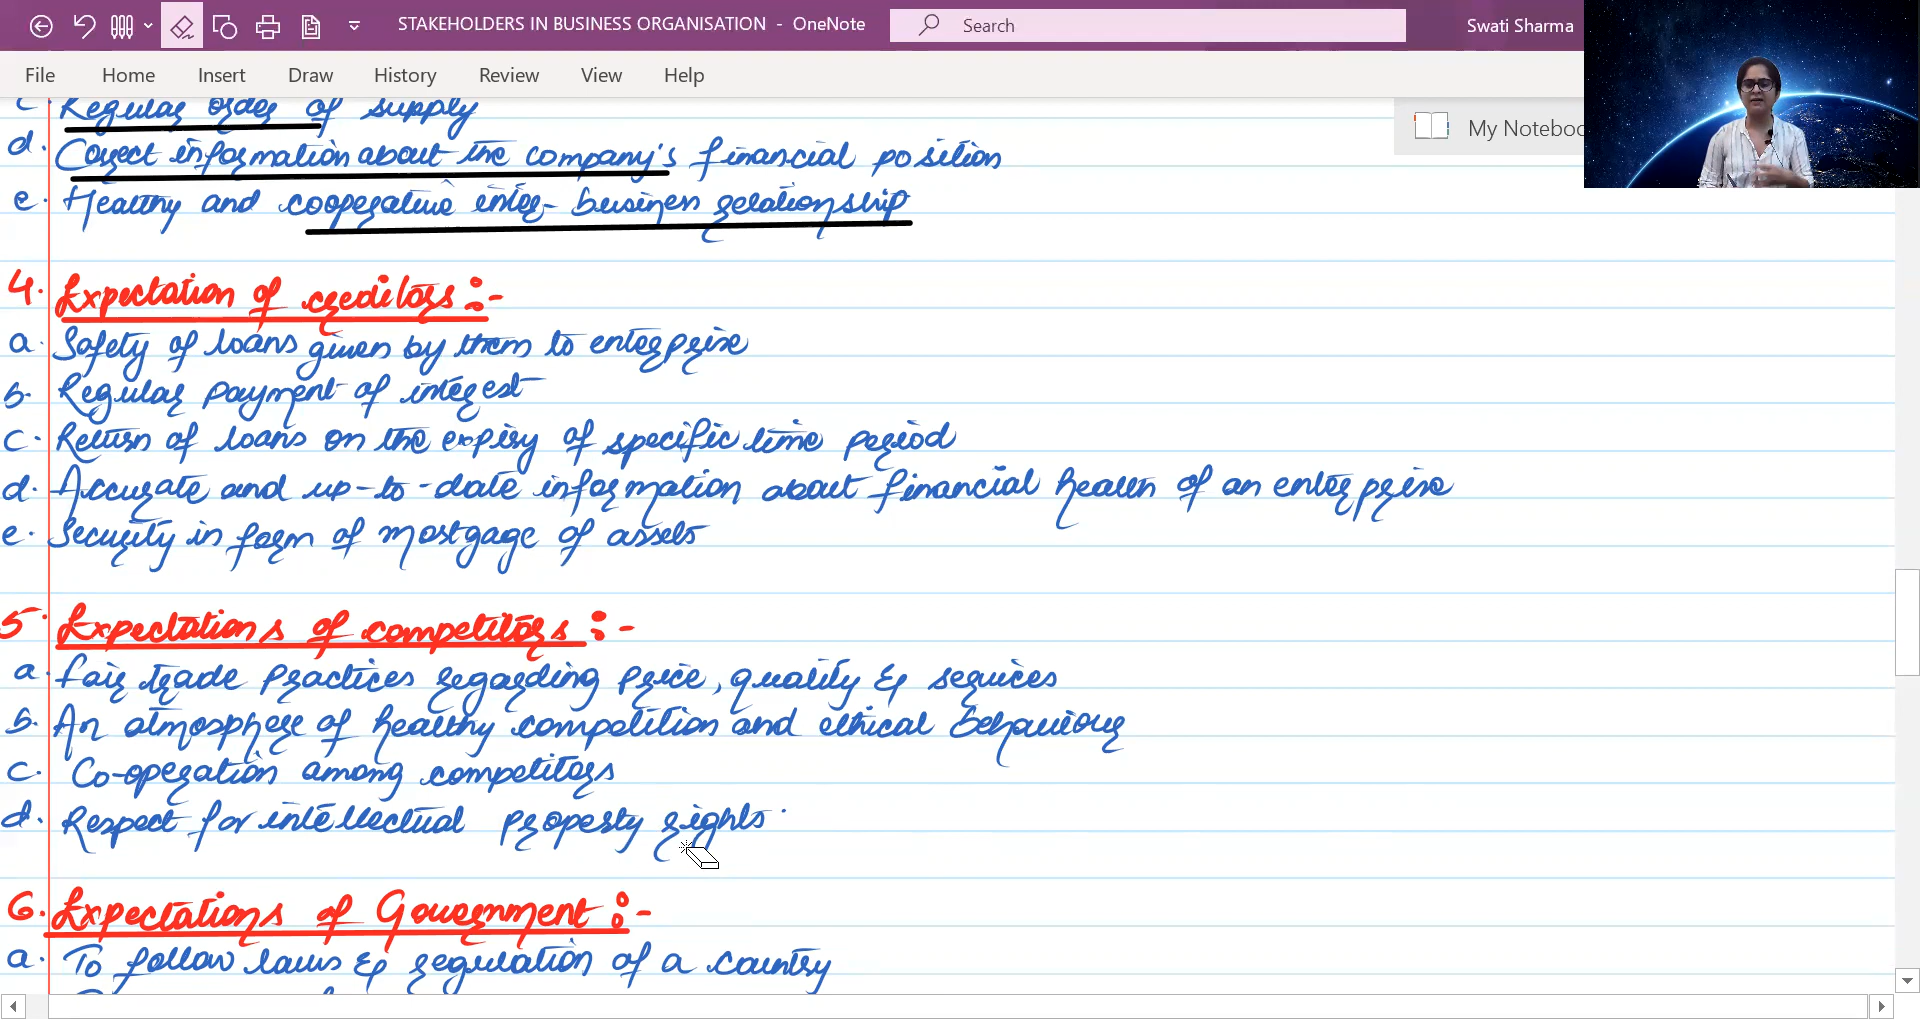 STAKEHOLDERS IN BUSINESS ORGANISATION - OneNote
Search
Swati Sharma
File Home Insert Draw History Review View Help
My Noteboo
c. Regular order of supply
d. Correct information about the company's financial position
e. Healthy and cooperative inter-business relationship
4. Expectation of creditors :-
a. Safety of loans given by them to enterprise
b. Regular payment of interest
c. Return of loans on the expiry of specific time period
d. Accurate and up-to-date information about financial health of an enterprise
e. Security in form of mortgage of assets
5. Expectations of competitors :-
a. Fair trade practices regarding price, quality & services
b. An atmosphere of healthy competition and ethical behaviour
c. Co-operation among competitors
d. Respect for intellectual property rights.
6. Expectations of Government :-
a. To follow laws & regulation of a country